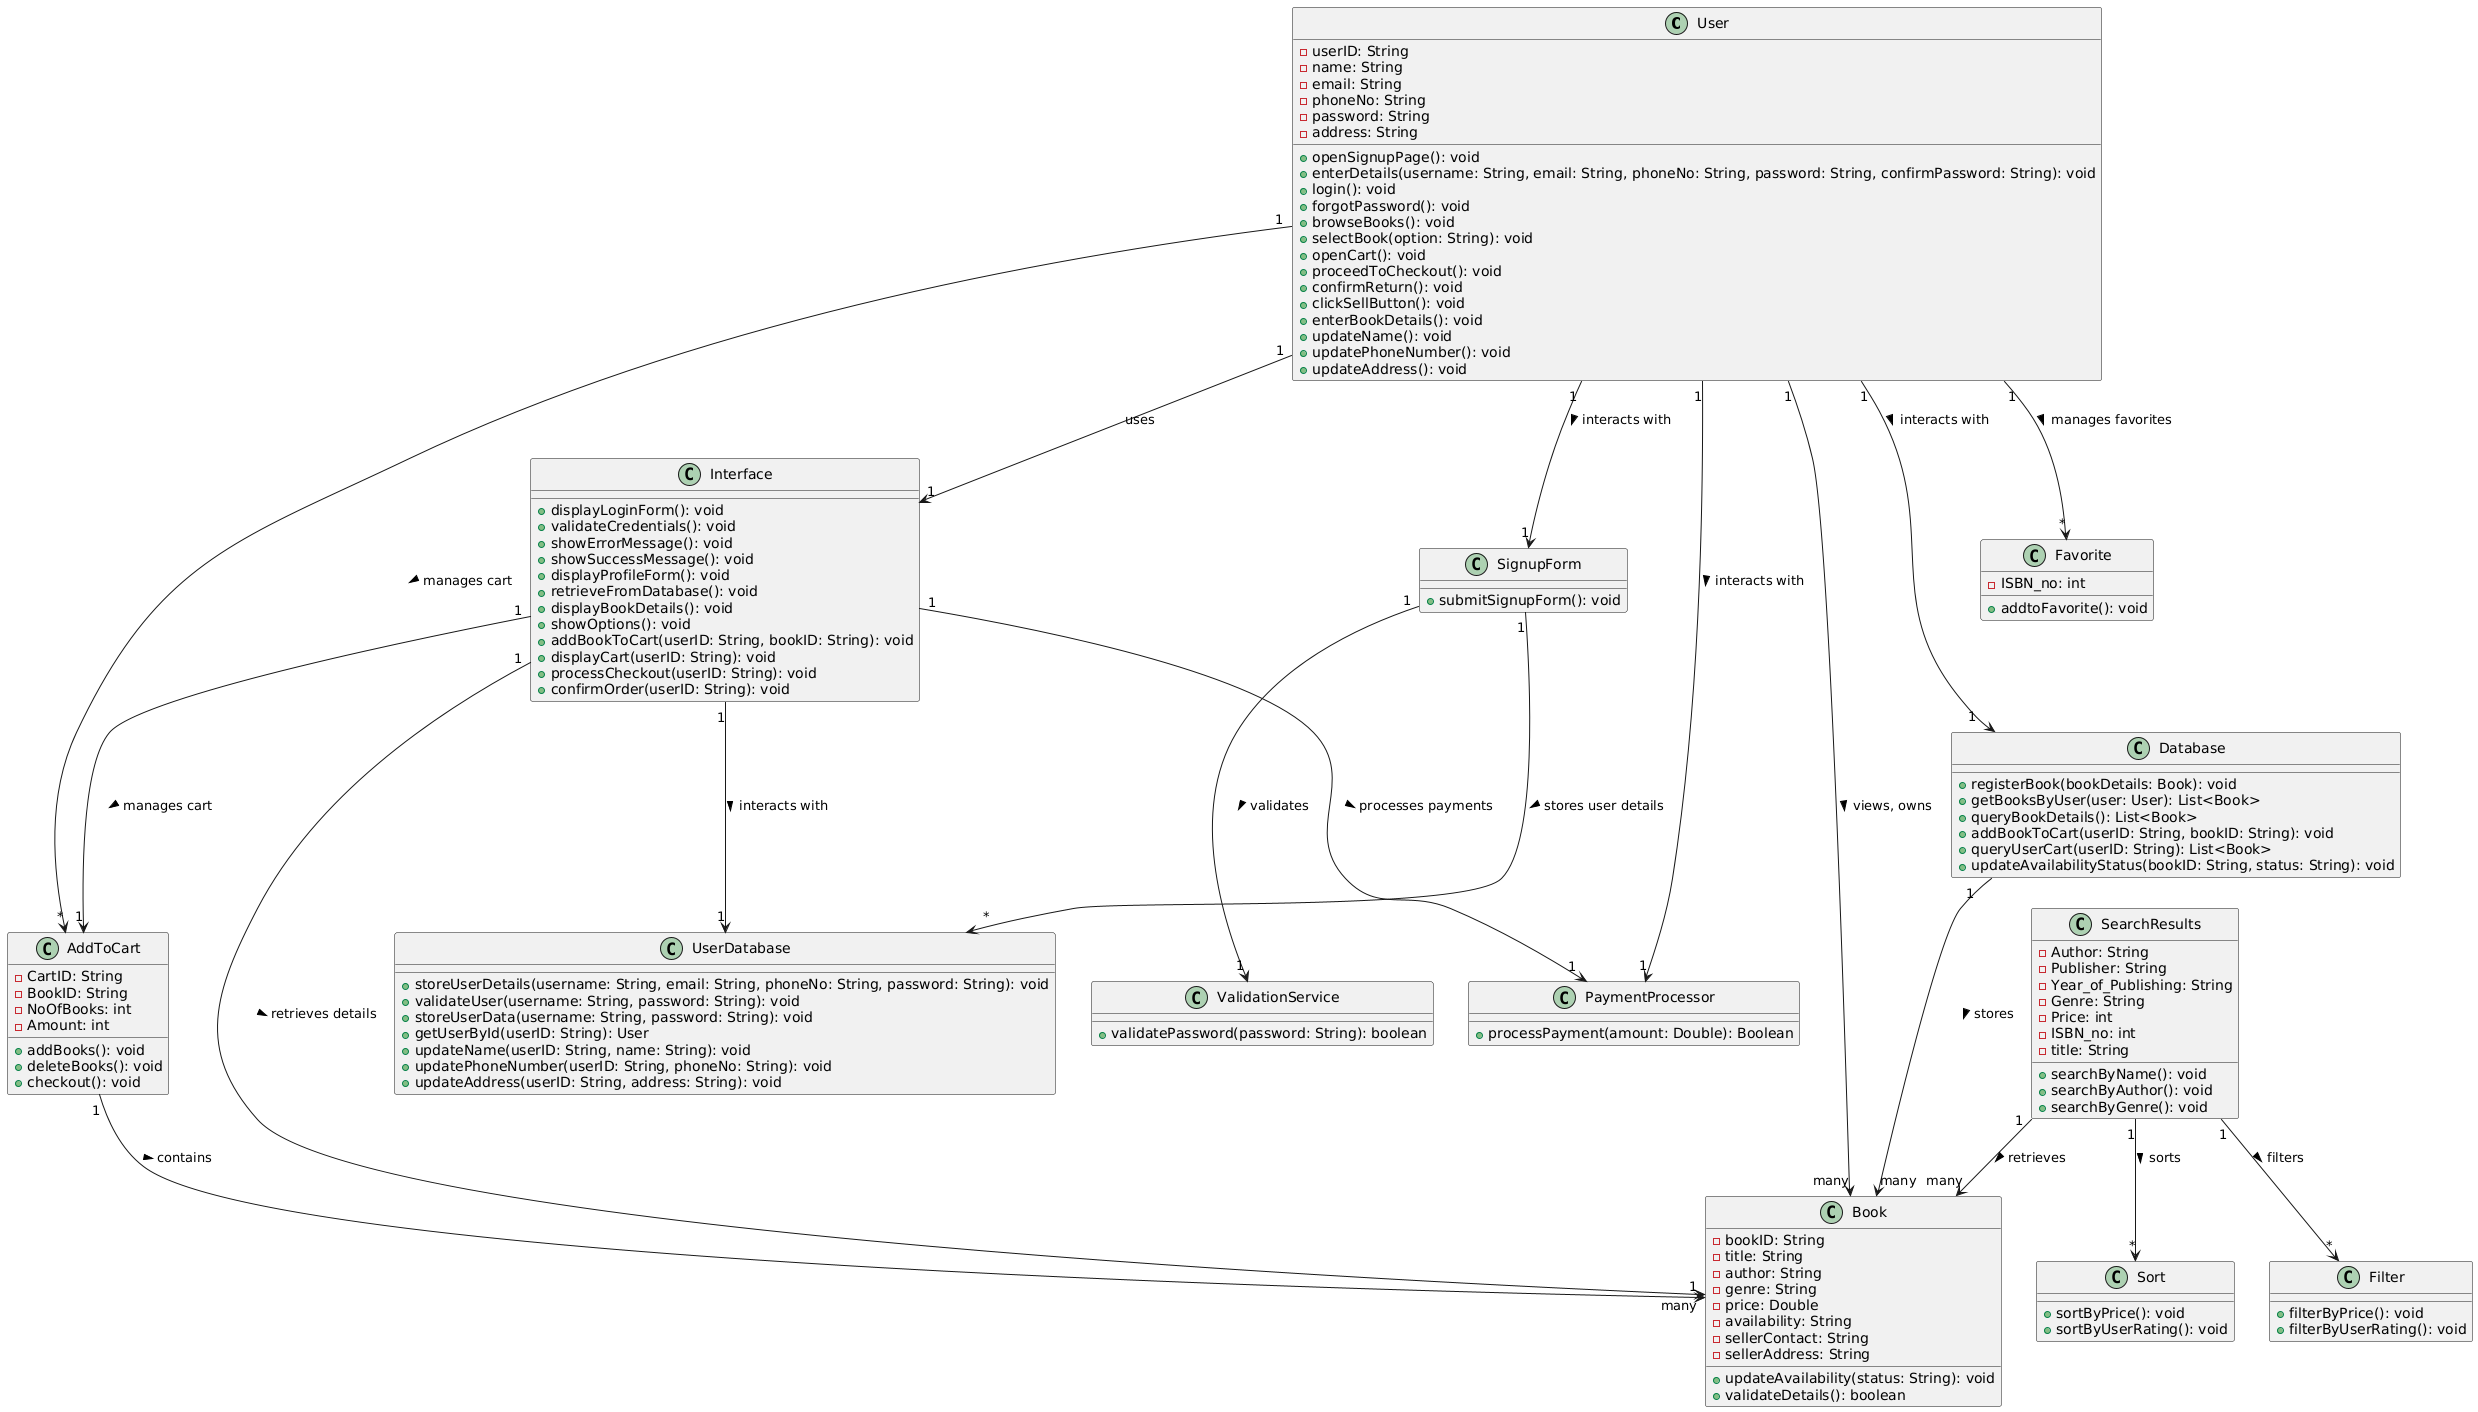 C User
userID: String
name: String
email: String
phoneNo: String
password: String
address: String
openSignupPage(): void
enterDetails(username: String, email: String, phoneNo: String, password: String, confirmPassword: String): void
login(): void
forgotPassword(): void
browseBooks(): void
selectBook(option: String): void
openCart(): void
proceedToCheckout(): void
confirmReturn(): void
clickSellButton(): void
enterBookDetails(): void
updateName(): void
updatePhoneNumber(): void
updateAddress(): void
1
1
1
1
1
1
1
uses
interacts with
interacts with
manages favorites
C Interface
displayLoginForm(): void
validateCredentials(): void
showErrorMessage(): void
showSuccessMessage(): void
displayProfileForm(): void
retrieveFromDatabase(): void
displayBookDetails(): void
showOptions(): void
addBookToCart(userID: String, bookID: String): void
displayCart(userID: String): void
processCheckout(userID: String): void
confirmOrder(userID: String): void
1
1
*
C SignupForm
submitSignupForm(): void
C Favorite
ISBN_no: int
addtoFavorite(): void
manages cart
interacts with
1
1
1
1
1
1
1
C Database
registerBook(bookDetails: Book): void
getBooksByUser(user: User): List<Book>
queryBookDetails(): List<Book>
addBookToCart(userID: String, bookID: String): void
queryUserCart(userID: String): List<Book>
updateAvailabilityStatus(bookID: String, status: String): void
manages cart
interacts with
validates
processes payments
stores user details
views, owns
*
1
1
*
1
1
1
1
C AddToCart
CartID: String
BookID: String
NoOfBooks: int
Amount: int
addBooks(): void
deleteBooks(): void
checkout(): void
retrieves details
C UserDatabase
storeUserDetails(username: String, email: String, phoneNo: String, password: String): void
validateUser(username: String, password: String): void
storeUserData(username: String, password: String): void
getUserById(userID: String): User
updateName(userID: String, name: String): void
updatePhoneNumber(userID: String, phoneNo: String): void
updateAddress(userID: String, address: String): void
C ValidationService
validatePassword(password: String): boolean
C PaymentProcessor
processPayment(amount: Double): Boolean
stores
C SearchResults
Author: String
Publisher: String
Year_of_Publishing: String
Genre: String
Price: int
ISBN_no: int
title: String
searchByName(): void
searchByAuthor(): void
searchByGenre(): void
1
1
1
1
contains
retrieves
sorts
filters
many
many
many
1
many
*
*
C Book
bookID: String
title: String
author: String
genre: String
price: Double
availability: String
sellerContact: String
sellerAddress: String
updateAvailability(status: String): void
validateDetails(): boolean
C Sort
sortByPrice(): void
sortByUserRating(): void
C Filter
filterByPrice(): void
filterByUserRating(): void